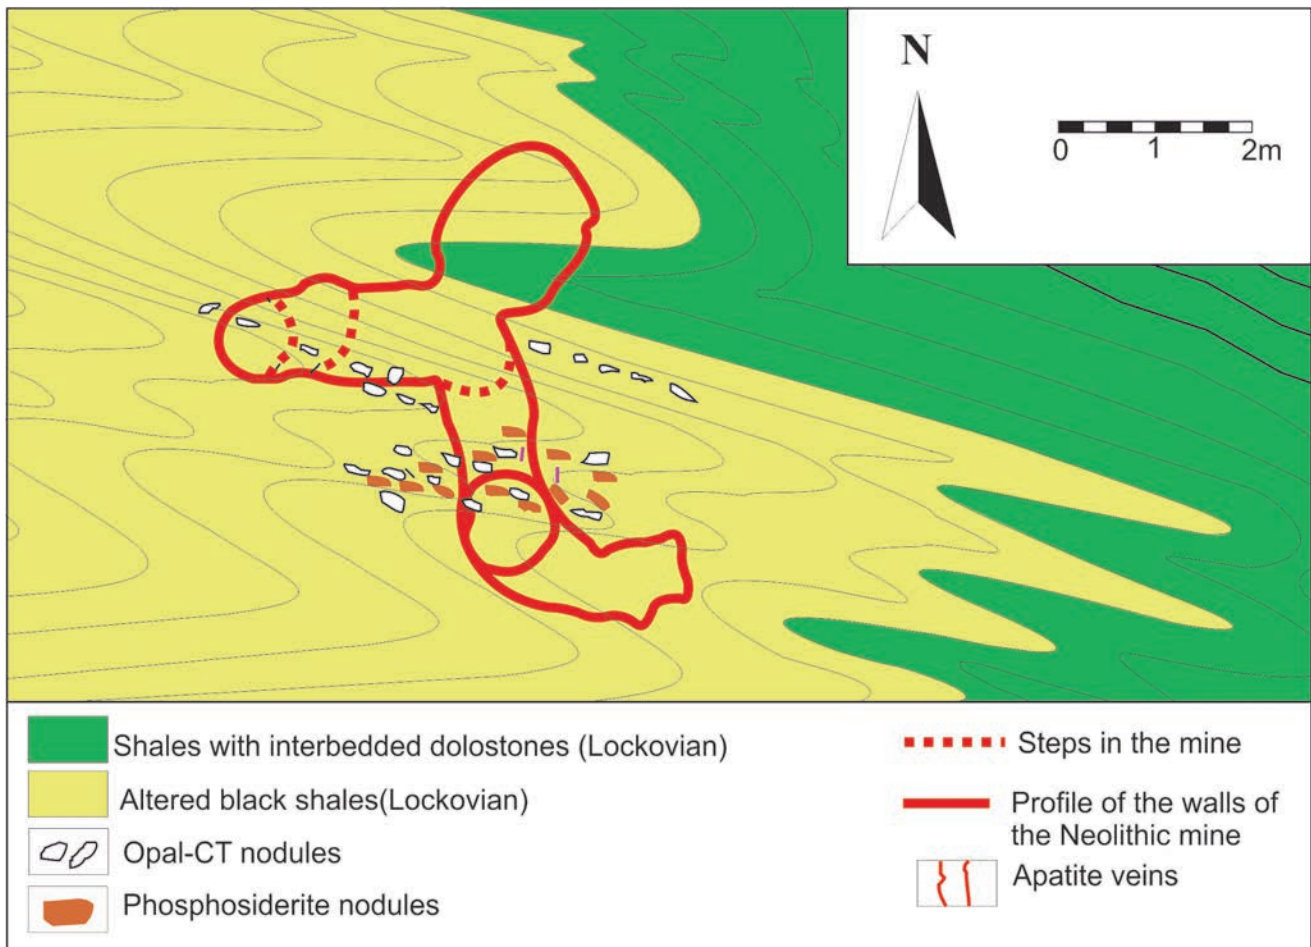 N
0 1 2m
Shales with interbedded dolostones (Lockovian)
Altered black shales(Lockovian)
Opal-CT nodules
Phosphosiderite nodules
Steps in the mine
Profile of the walls of
the Neolithic mine
Apatite veins